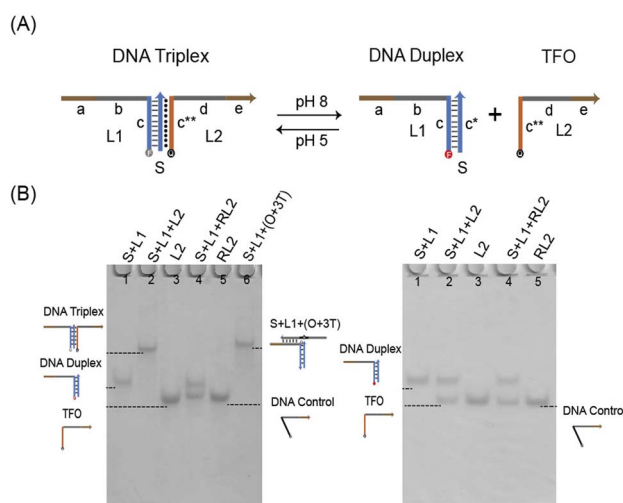 (A)
DNA Triplex
DNA Duplex
TFO
a b c c** d e
L1 L2
F Q
S
pH 8
pH 5
a b c c*
L1
F
S
+
c** d e
L2
Q
(B)
S+L1
S+L1+L2
L2
S+L1+RL2
RL2
S+L1+(O+3T)
1 2 3 4 5 6
DNA Triplex
DNA Duplex
TFO
S+L1+(O+3T)
DNA Control
S+L1
S+L1+L2
L2
S+L1+RL2
RL2
1 2 3 4 5
DNA Duplex
TFO
DNA Contro